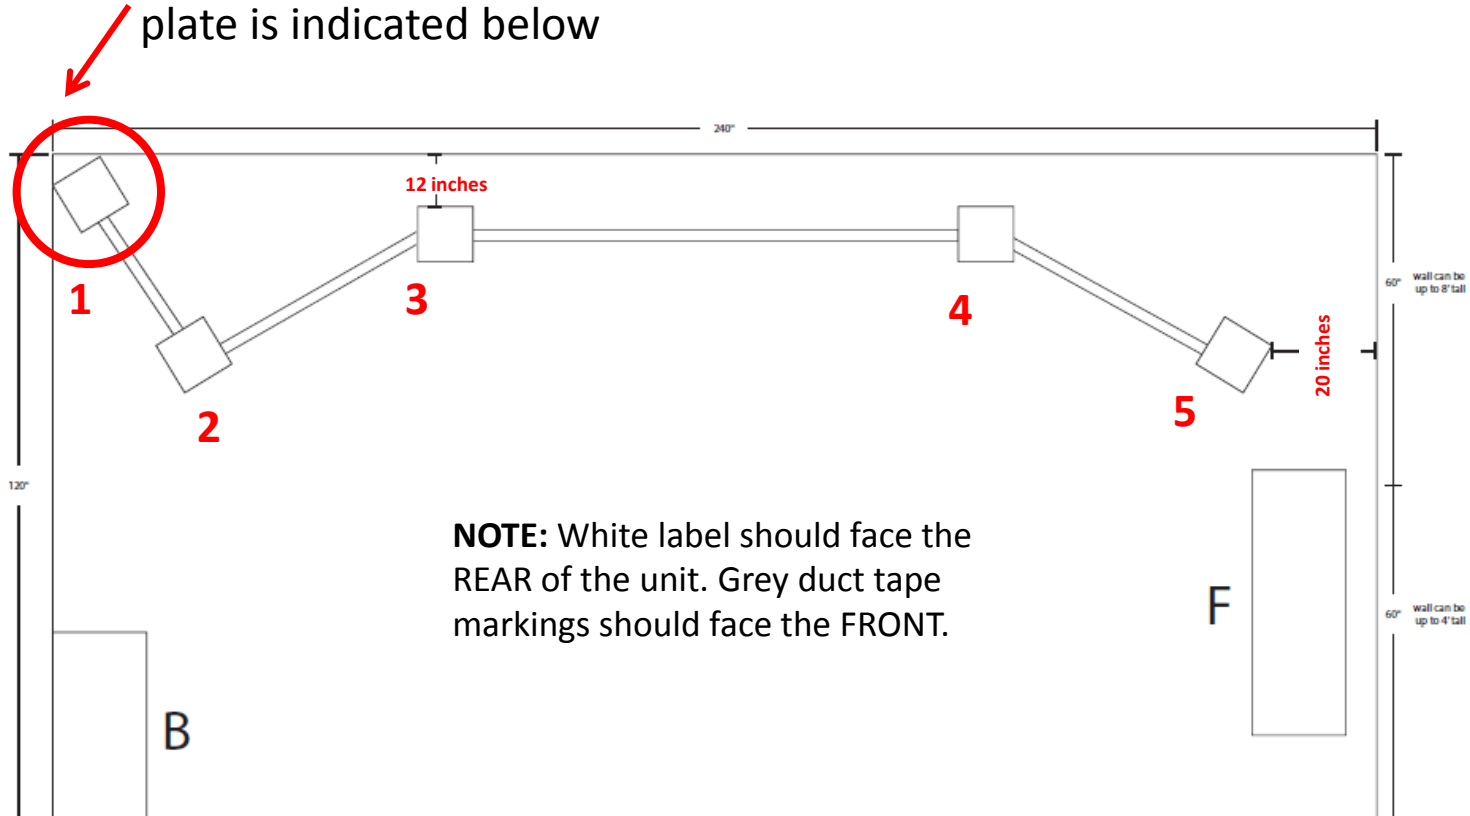 plate is indicated below
240"
12 inches
1
3
4
60"
wall can be
up to 8' tall
20 inches
2
5
120"
NOTE: White label should face the
REAR of the unit. Grey duct tape
markings should face the FRONT.
F
60"
wall can be
up to 4' tall
B